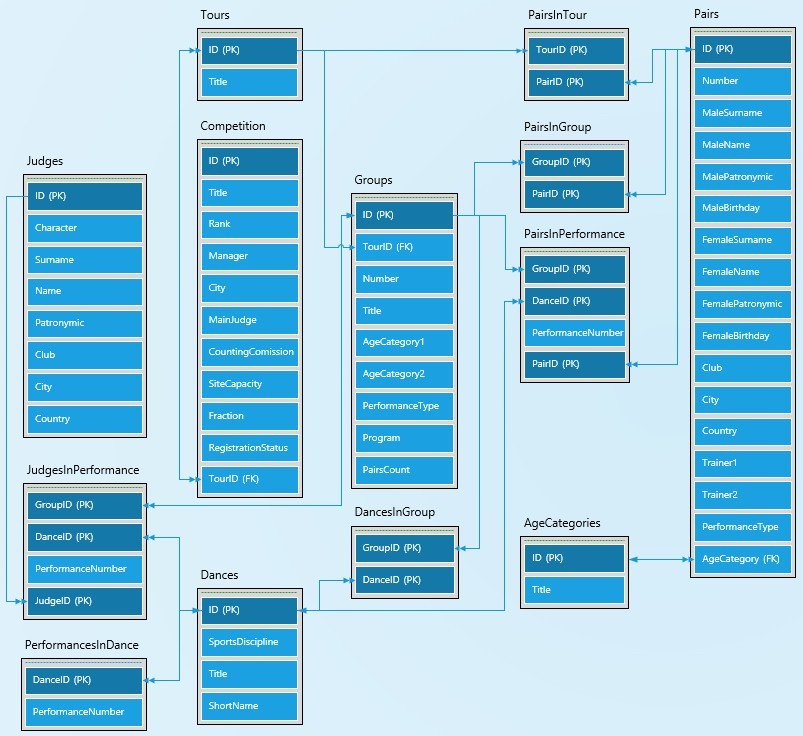 Tours
ID (PK)
Title
PairsInTour
TourID (PK)
PairID (PK)
Pairs
ID (PK)
Number
MaleSurname
MaleName
MalePatronymic
MaleBirthday
FemaleSurname
FemaleName
FemalePatronymic
FemaleBirthday
Club
City
Country
Trainer1
Trainer2
PerformanceType
AgeCategory (FK)
Competition
ID (PK)
Title
Rank
Manager
City
MainJudge
CountingComission
SiteCapacity
Fraction
RegistrationStatus
TourID (FK)
PairsInGroup
GroupID (PK)
PairID (PK)
Judges
ID (PK)
Character
Surname
Name
Patronymic
Club
City
Country
Groups
ID (PK)
TourID (FK)
Number
Title
AgeCategory1
AgeCategory2
PerformanceType
Program
PairsCount
PairsInPerformance
GroupID (PK)
DanceID (PK)
PerformanceNumber
PairID (PK)
JudgesInPerformance
GroupID (PK)
DanceID (PK)
PerformanceNumber
JudgeID (PK)
DancesInGroup
GroupID (PK)
DanceID (PK)
AgeCategories
ID (PK)
Title
Dances
ID (PK)
SportsDiscipline
Title
ShortName
PerformancesInDance
DanceID (PK)
PerformanceNumber